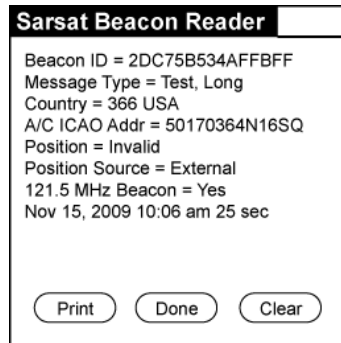 Sarsat Beacon Reader
Beacon ID = 2DC75B534AFFBFF
Message Type = Test, Long
Country = 366 USA
A/C ICAO Addr = 50170364N16SQ
Position = Invalid
Position Source = External
121.5 MHz Beacon = Yes
Nov 15, 2009 10:06 am 25 sec
Print Done Clear